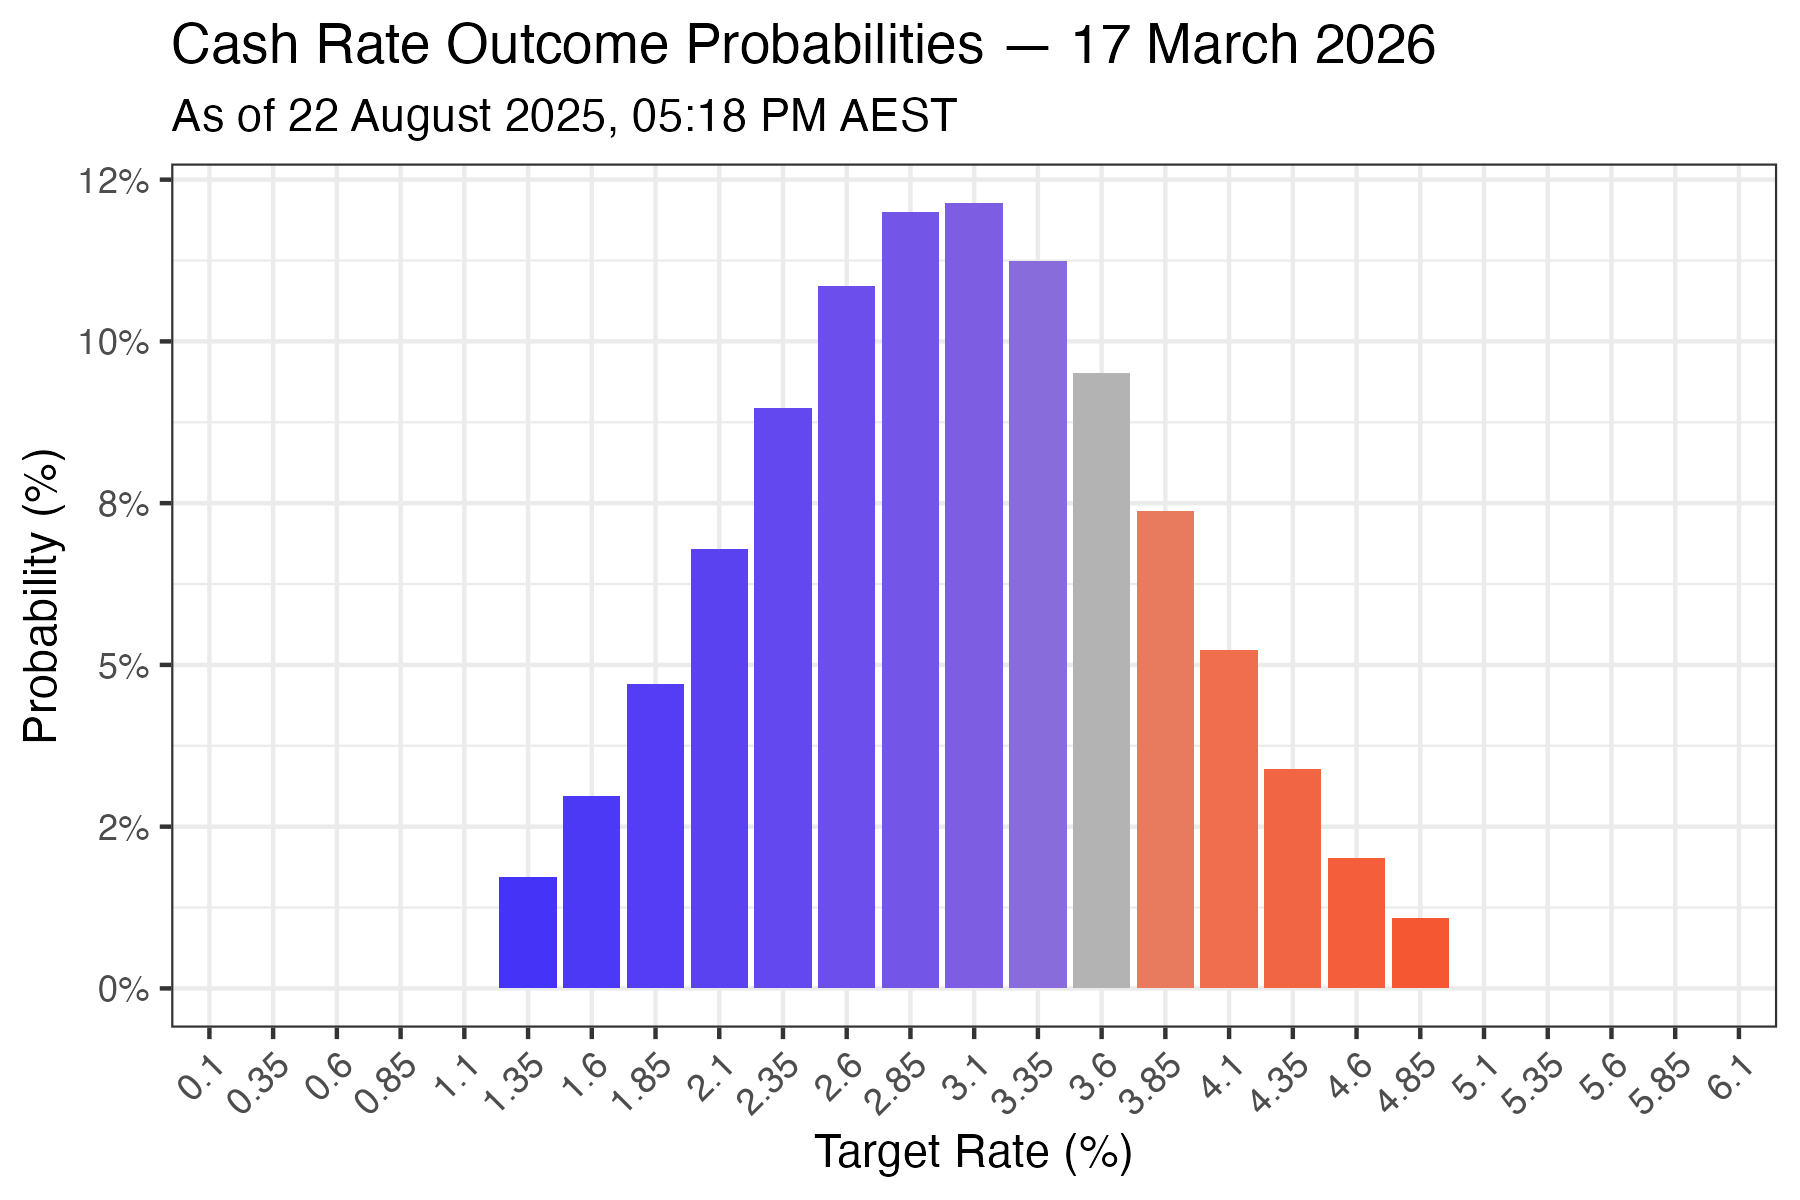 Cash Rate Outcome Probabilities — 17 March 2026
As of 22 August 2025, 05:18 PM AEST
12%
10%
8%
5%
2%
0%
Probability (%)
0.1 0.35 0.6 0.85 1.1 1.35 1.6 1.85 2.1 2.35 2.6 2.85 3.1 3.35 3.6 3.85 4.1 4.35 4.6 4.85 5.1 5.35 5.6 5.85 6.1
Target Rate (%)